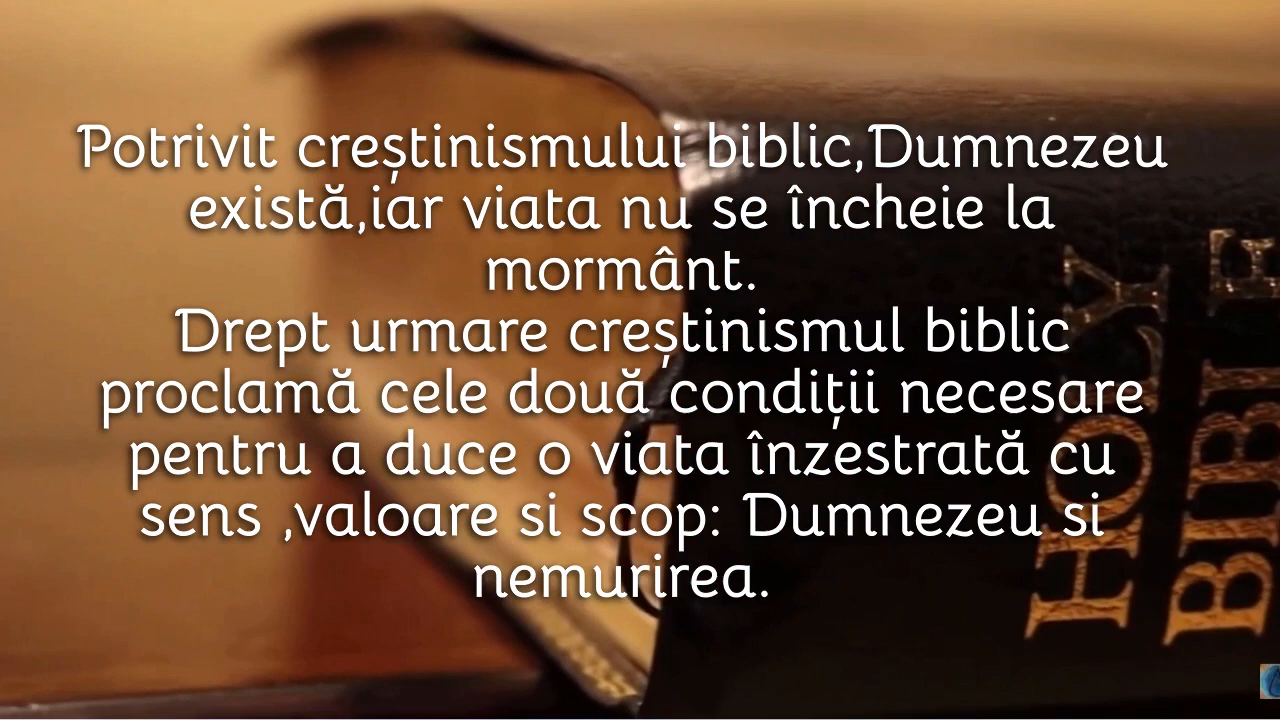 Potrivit creștinismului biblic,Dumnezeu
există,iar viata nu se încheie la
mormânt.
Drept urmare creștinismul biblic
proclamă cele două condiții necesare
pentru a duce o viata înzestrată cu
sens ,valoare si scop: Dumnezeu si
nemurirea.
HOLY
BIBLE